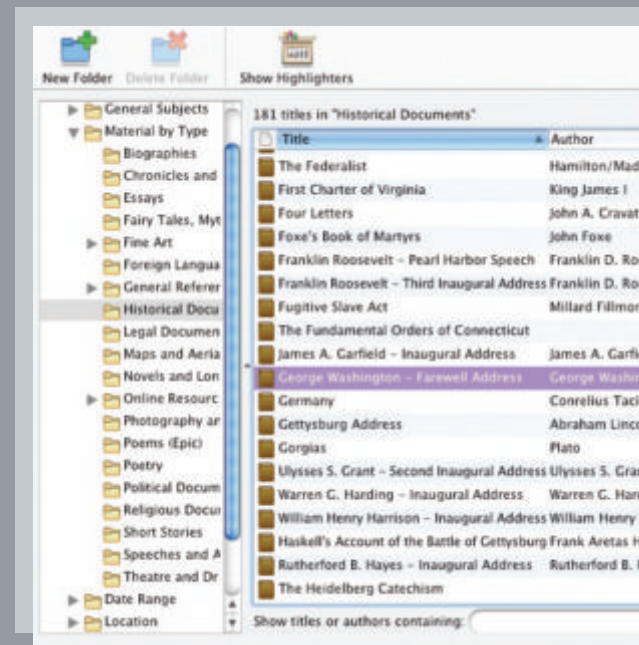 New Folder Delete Folder Show Highlighters
General Subjects
Material by Type
Biographies
Chronicles and
Essays
Fairy Tales, Myt
Fine Art
Foreign Langua
General Referer
Historical Docu
Legal Documen
Maps and Aeria
Novels and Lon
Online Resourc
Photography ar
Poems (Epic)
Poetry
Political Docum
Religious Docur
Short Stories
Speeches and A
Theatre and Dr
Date Range
Location
181 titles in "Historical Documents"
Title Author
The Federalist Hamilton/Mad
First Charter of Virginia King James I
Four Letters John A. Cravat
Foxe's Book of Martyrs John Foxe
Franklin Roosevelt – Pearl Harbor Speech Franklin D. Ro
Franklin Roosevelt – Third Inaugural Address Franklin D. Ro
Fugitive Slave Act Millard Fillmor
The Fundamental Orders of Connecticut
James A. Garfield – Inaugural Address James A. Garfi
George Washington – Farewell Address George Washin
Germany Conrelius Taci
Gettysburg Address Abraham Linco
Gorgias Plato
Ulysses S. Grant – Second Inaugural Address Ulysses S. Gra
Warren G. Harding – Inaugural Address Warren G. Har
William Henry Harrison – Inaugural Address William Henry
Haskell's Account of the Battle of Gettysburg Frank Aretas H
Rutherford B. Hayes – Inaugural Address Rutherford B.
The Heidelberg Catechism
Show titles or authors containing: